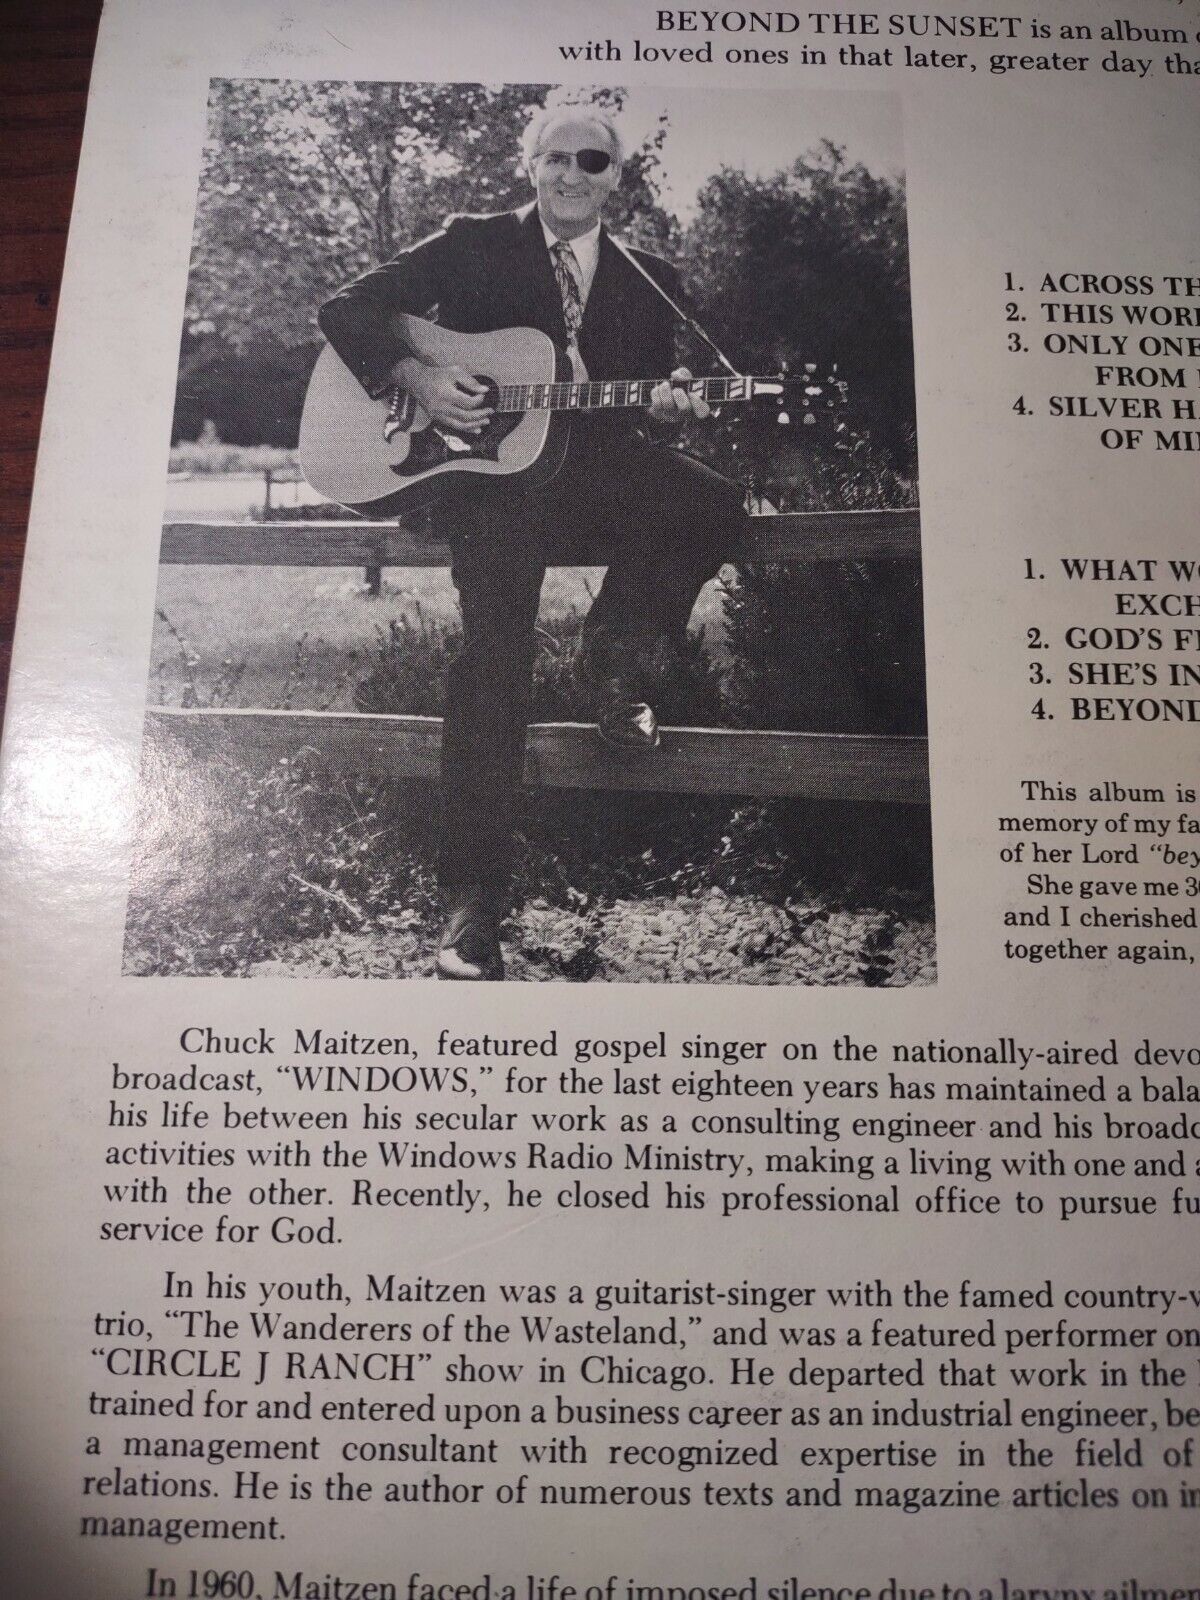 BEYOND THE SUNSET is an album
with loved ones in that later, greater day
1. ACROSS
2. THIS
3. ONLY ONE
FROM
4. SILVER
OF
1. WHAT
2. GOD'S
3. SHE'S IN
4. BEYOND
This album is
memory of my
of her Lord
She gave me
and I cherished
together again,
Chuck Maitzen, featured gospel singer on the nationally-aired
broadcast, "WINDOWS," for the last eighteen years has maintained a
his life between his secular work as a consulting engineer and his
activities with the Windows Radio Ministry, making a living with one and
with the other. Recently, he closed his professional office to pursue
service for God.
In his youth, Maitzen was a guitarist-singer with the famed
trio, "The Wanderers of the Wasteland," and was a featured performer on
"CIRCLE J RANCH" show in Chicago. He departed that work in the
trained for and entered upon a business career as an industrial engineer,
a management consultant with recognized expertise in the field of
relations. He is the author of numerous texts and magazine articles on
management.
In 1960, Maitzen faced a life of imposed silence due to a larynx